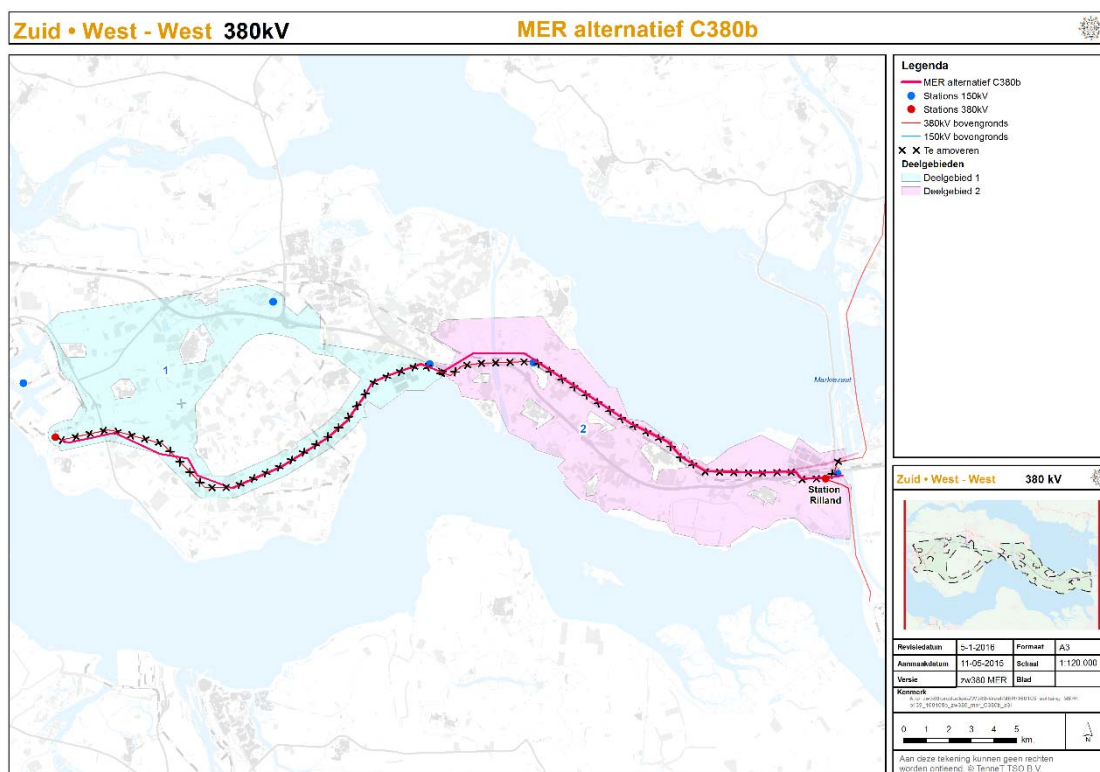 Zuid • West - West 380kV
MER alternatief C380b
Legenda
MER alternatief C380b
Stations 150kV
Stations 380kV
380kV bovengronds
150kV bovengronds
Te amoveren
Deelgebieden
Deelgebied 1
Deelgebied 2
1
2
Station
Rilland
Zuid • West - West 380 kV
Revisiedatum 5-1-2016 Formaat A3
Aanmaakdatum 11-05-2015 Schaal 1:120.000
Versie zw380 MER Blad
Kenmerk
0 1 2 3 4 5
km
N
Aan deze tekening kunnen geen rechten
worden ontleend. © TenneT TSO B.V.